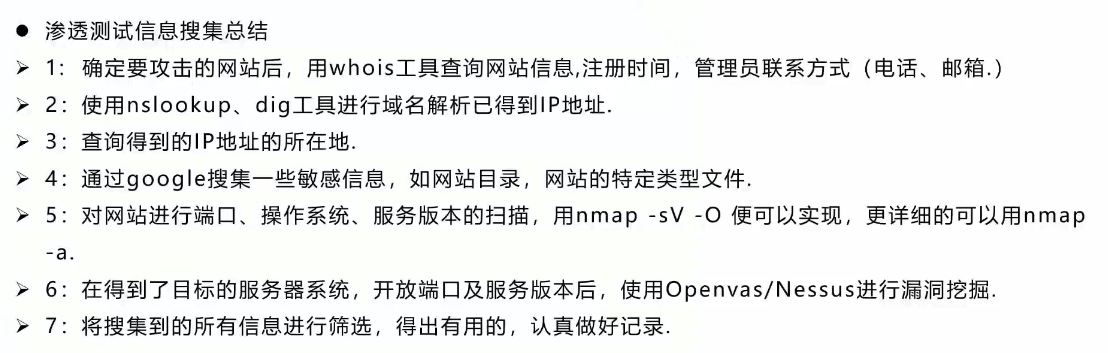 ● 渗透测试信息搜集总结
➢ 1：确定要攻击的网站后，用whois工具查询网站信息,注册时间，管理员联系方式（电话、邮箱.）
➢ 2：使用nslookup、dig工具进行域名解析已得到IP地址.
➢ 3：查询得到的IP地址的所在地.
➢ 4：通过google搜集一些敏感信息，如网站目录，网站的特定类型文件.
➢ 5：对网站进行端口、操作系统、服务版本的扫描，用nmap -sV -O 便可以实现，更详细的可以用nmap
-a.
➢ 6：在得到了目标的服务器系统，开放端口及服务版本后，使用Openvas/Nessus进行漏洞挖掘.
➢ 7：将搜集到的所有信息进行筛选，得出有用的，认真做好记录.